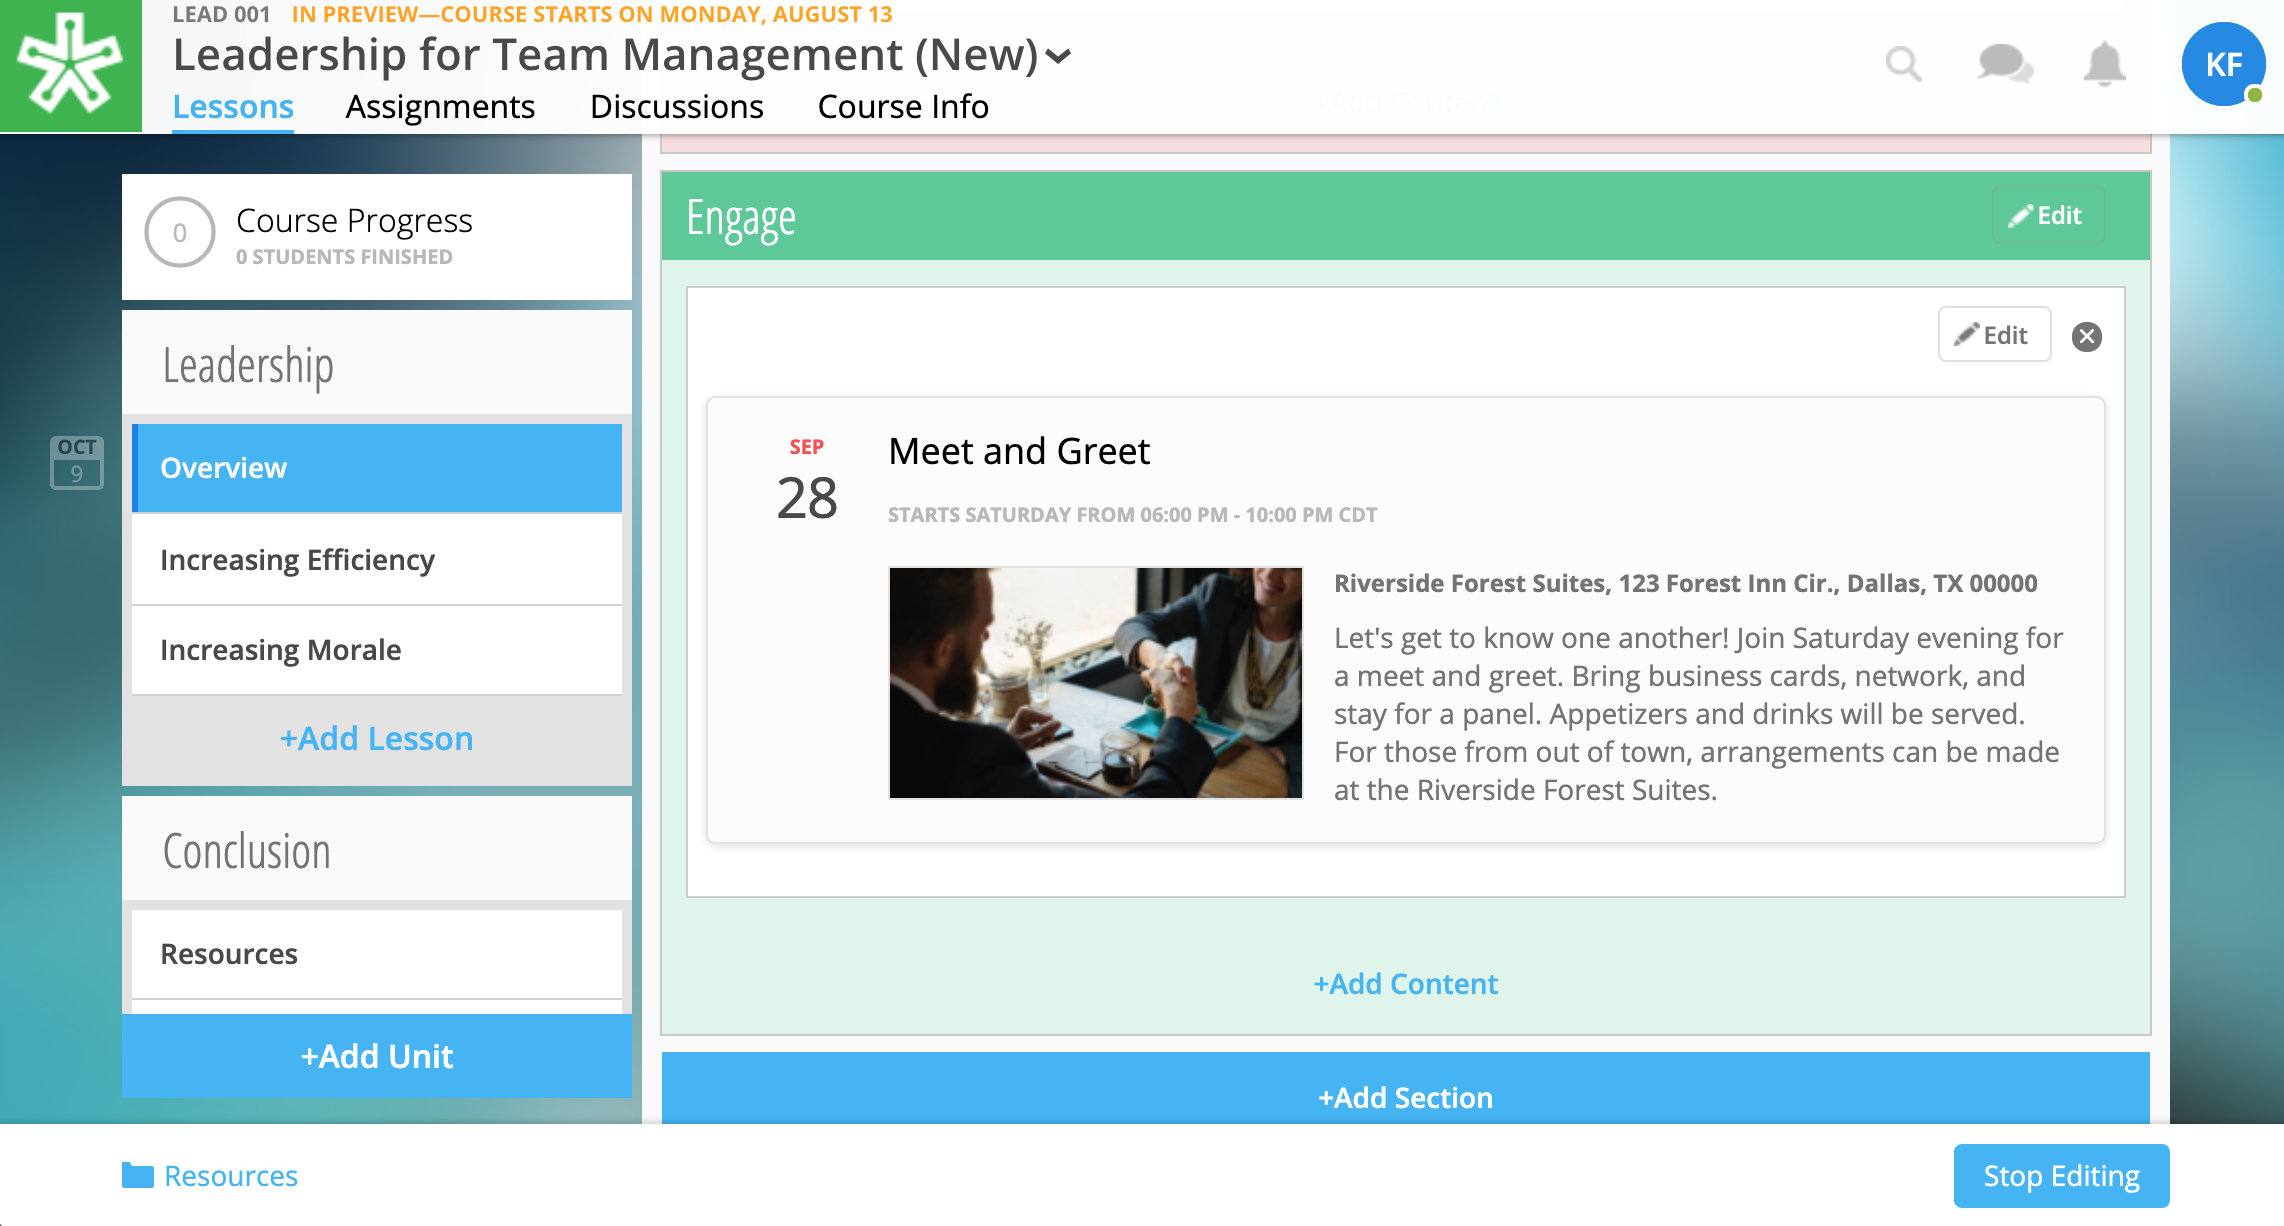 LEAD 001 IN PREVIEW—COURSE STARTS ON MONDAY, AUGUST 13
Leadership for Team Management (New)
Lessons Assignments Discussions Course Info
+Add Content
KF
0
Course Progress
0 STUDENTS FINISHED
Leadership
OCT
9
Overview
Increasing Efficiency
Increasing Morale
+Add Lesson
Conclusion
Resources
+Add Unit
Engage
Edit
Edit
SEP
28
Meet and Greet
STARTS SATURDAY FROM 06:00 PM - 10:00 PM CDT
Riverside Forest Suites, 123 Forest Inn Cir., Dallas, TX 00000
Let's get to know one another! Join Saturday evening for
a meet and greet. Bring business cards, network, and
stay for a panel. Appetizers and drinks will be served.
For those from out of town, arrangements can be made
at the Riverside Forest Suites.
+Add Content
+Add Section
Resources
Stop Editing